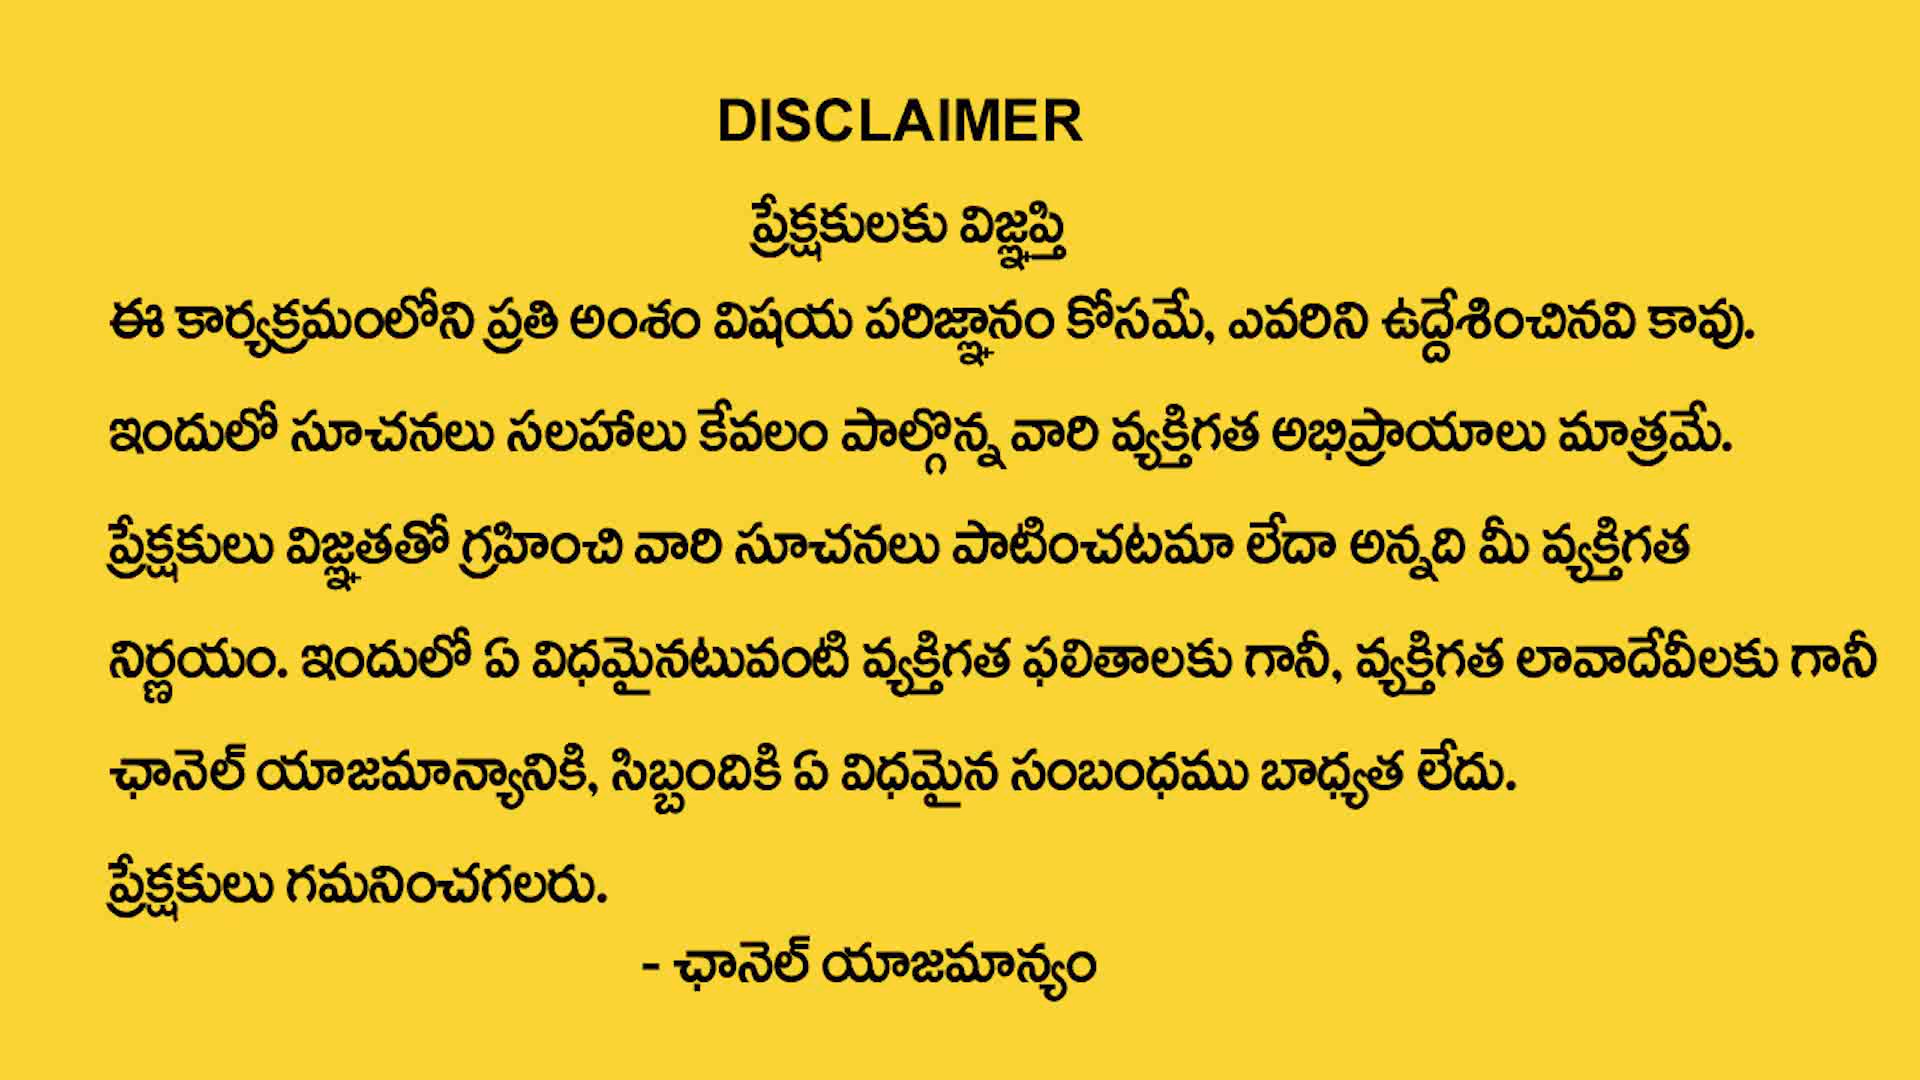 DISCLAIMER
ప్రేక్షకులకు విజ్ఞప్తి
ఈ కార్యక్రమంలోని ప్రతి అంశం విషయ పరిజ్ఞానం కోసమే, ఎవరిని ఉద్దేశించినవి కావు.
ఇందులో సూచనలు సలహాలు కేవలం పాల్గొన్న వారి వ్యక్తిగత అభిప్రాయాలు మాత్రమే.
ప్రేక్షకులు విజ్ఞతతో గ్రహించి వారి సూచనలు పాటించటమా లేదా అన్నది మీ వ్యక్తిగత
నిర్ణయం. ఇందులో ఏ విధమైనటువంటి వ్యక్తిగత ఫలితాలకు గానీ, వ్యక్తిగత లావాదేవీలకు గానీ
ఛానెల్ యాజమాన్యానికి, సిబ్బందికి ఏ విధమైన సంబంధము బాధ్యత లేదు.
ప్రేక్షకులు గమనించగలరు.
- ఛానెల్ యాజమాన్యం